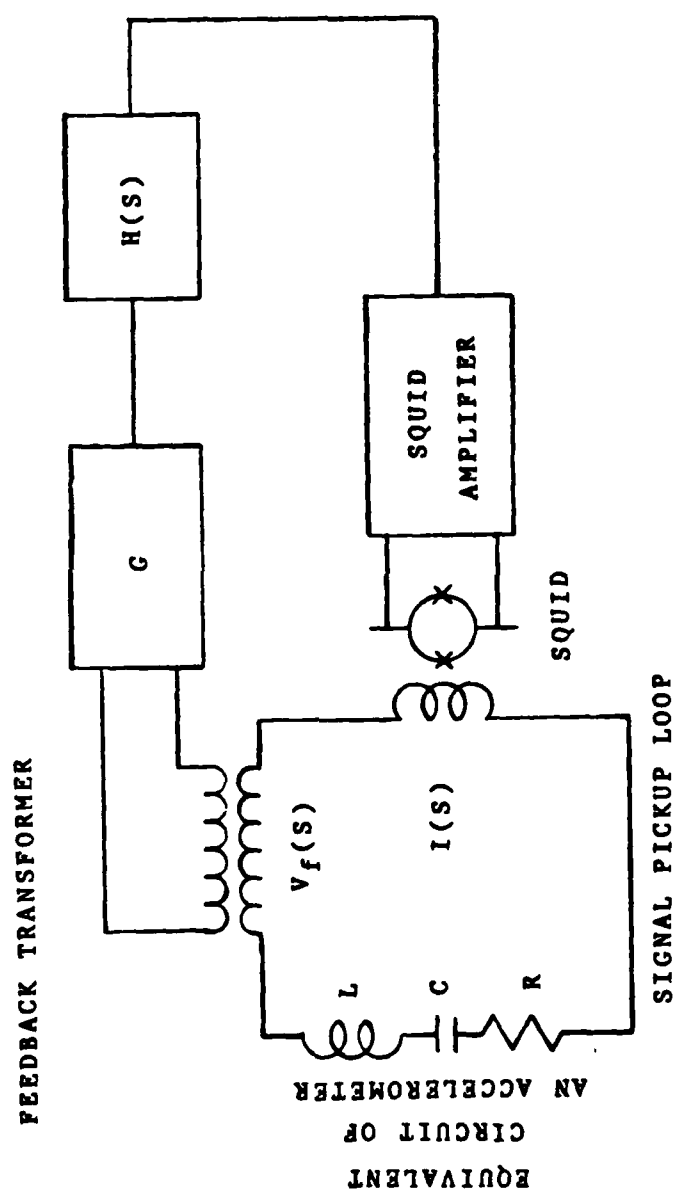 FEEDBACK TRANSFORMER
G
H(S)
V_f(S)
I(S)
L
C
R
EQUIVALENT
CIRCUIT OF
AN ACCELEROMETER
SQUID
AMPLIFIER
SQUID
SIGNAL PICKUP LOOP